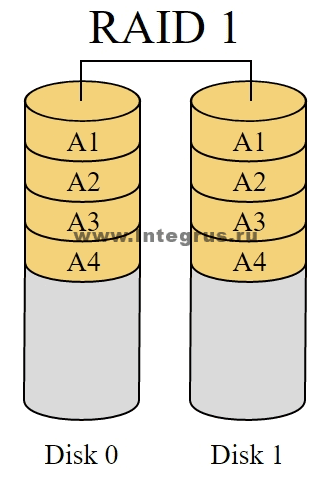 RAID 1
A1 A1
A2 A2
A3 A3
www.integrus.ru
A4 A4
Disk 0 Disk 1